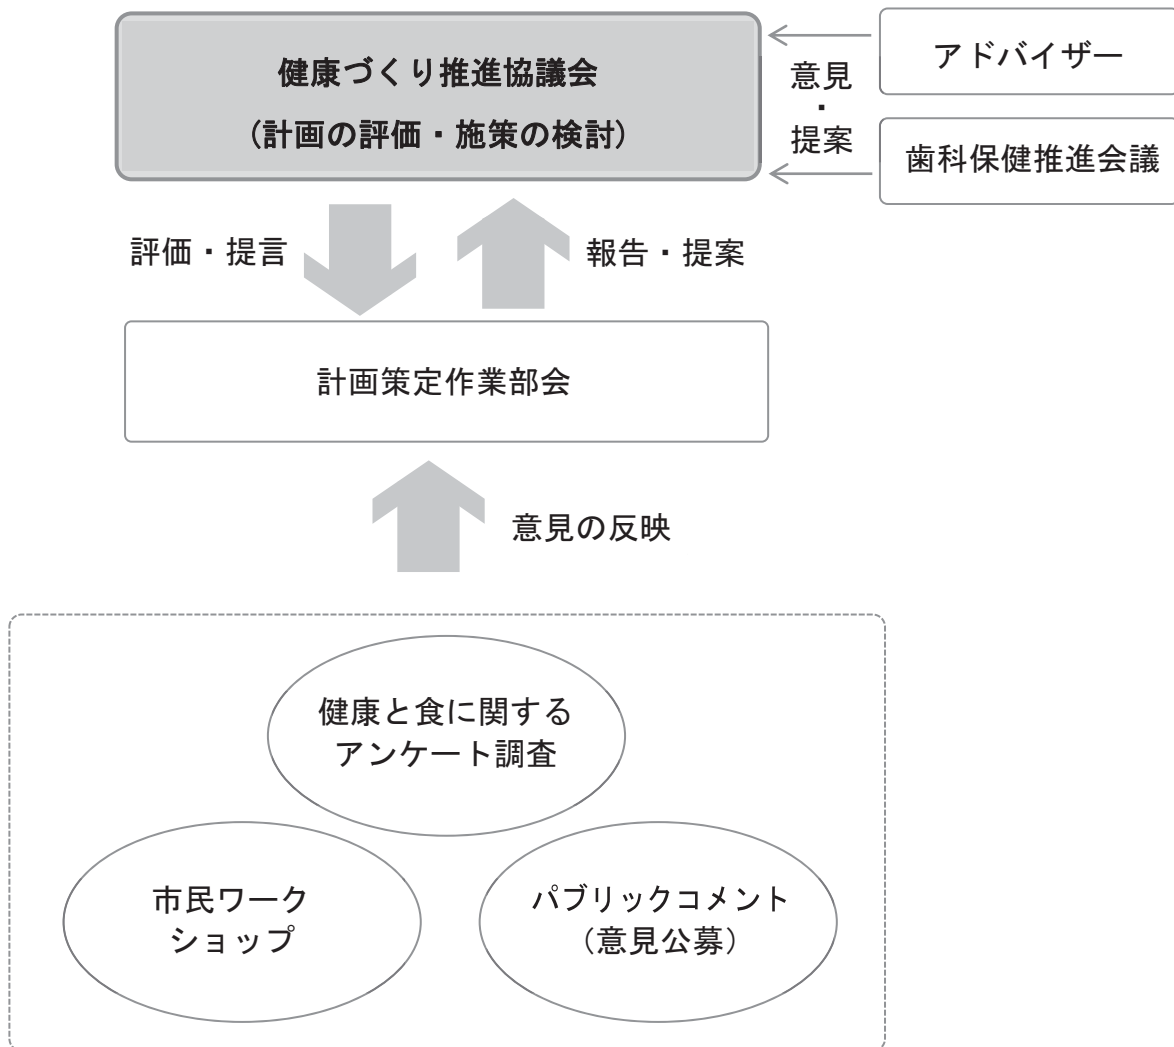 健康づくり推進協議会
(計画の評価・施策の検討)
意見
・
提案
アドバイザー
歯科保健推進会議
評価・提言
報告・提案
計画策定作業部会
意見の反映
健康と食に関する
アンケート調査
市民ワーク
ショップ
パブリックコメント
（意見公募）